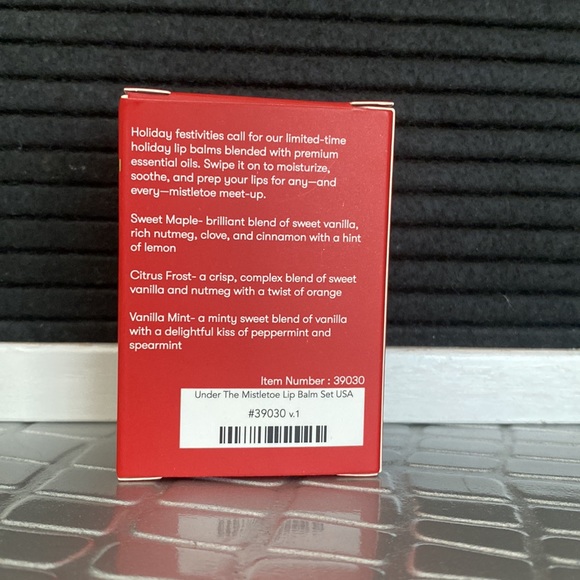 Holiday festivities call for our limited-time
holiday lip balms blended with premium
essential oils. Swipe it on to moisturize,
soothe, and prep your lips for any—and
every—mistletoe meet-up.
Sweet Maple- brilliant blend of sweet vanilla,
rich nutmeg, clove, and cinnamon with a hint
of lemon
Citrus Frost- a crisp, complex blend of sweet
vanilla and nutmeg with a twist of orange
Vanilla Mint- a minty sweet blend of vanilla
with a delightful kiss of peppermint and
spearmint
Item Number : 39030
Under The Mistletoe Lip Balm Set USA
#39030 v.1